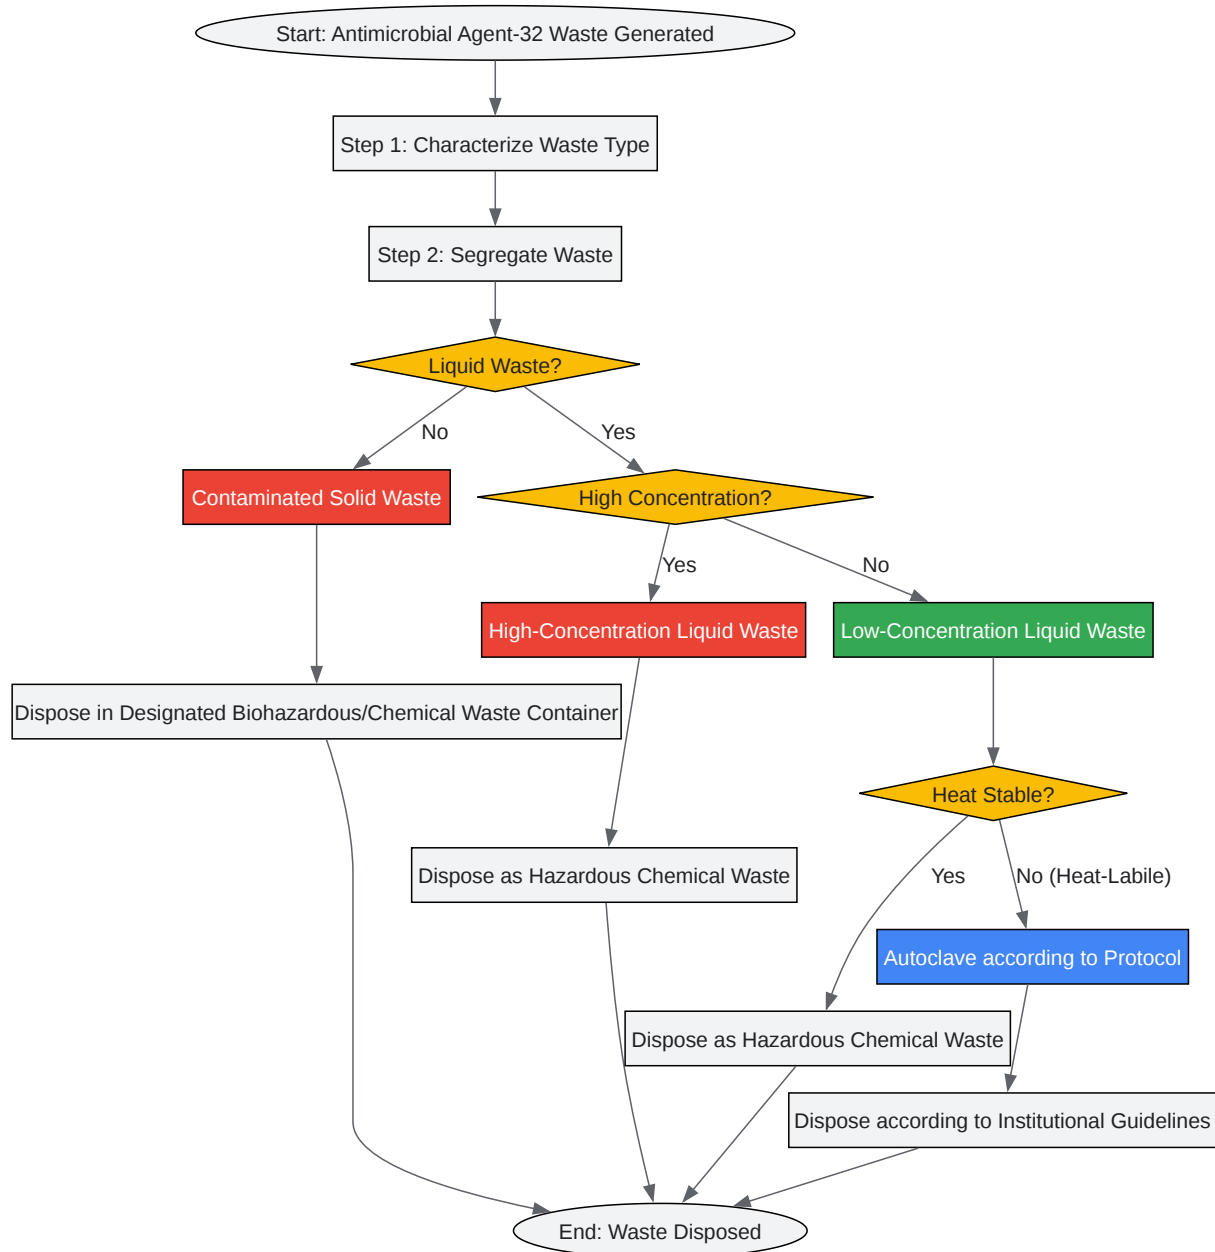 Start: Antimicrobial Agent-32 Waste Generated
Step 1: Characterize Waste Type
Step 2: Segregate Waste
Liquid Waste?
No
Yes
Contaminated Solid Waste
High Concentration?
Yes
No
High-Concentration Liquid Waste
Low-Concentration Liquid Waste
Dispose in Designated Biohazardous/Chemical Waste Container
Heat Stable?
Dispose as Hazardous Chemical Waste
Yes
No (Heat-Labile)
Autoclave according to Protocol
Dispose as Hazardous Chemical Waste
Dispose according to Institutional Guidelines
End: Waste Disposed